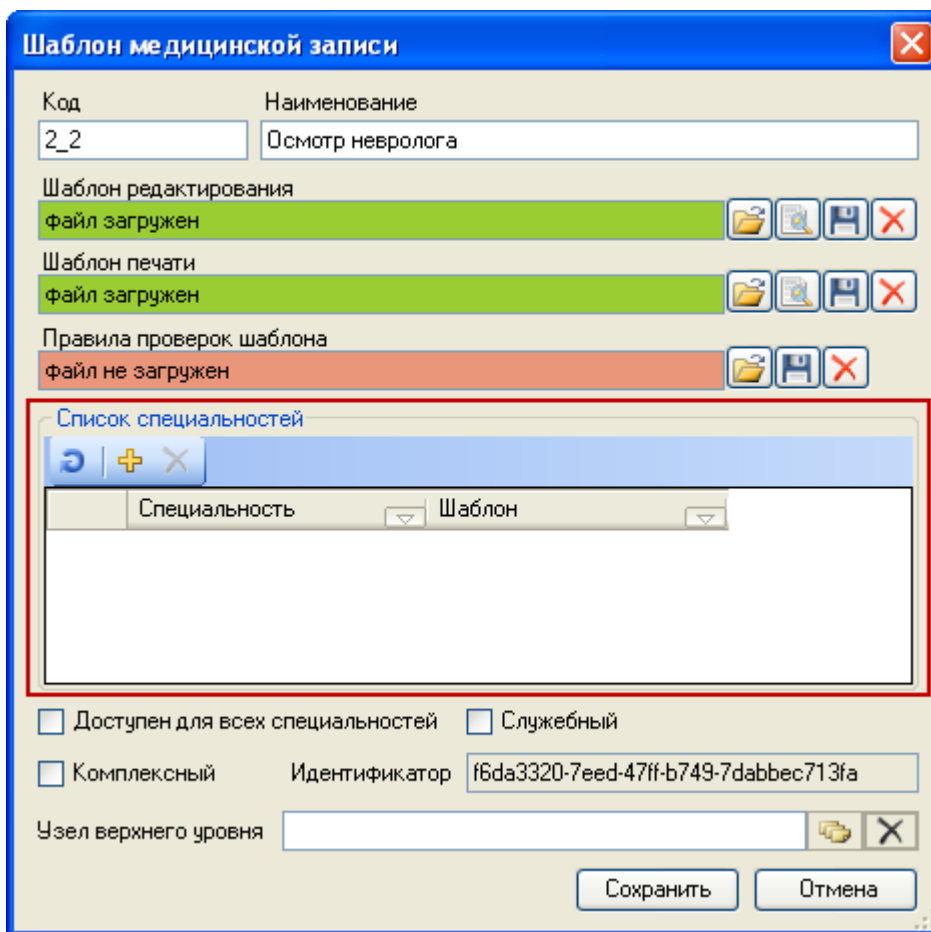 Шаблон медицинской записи
Код Наименование
2_2 Осмотр невролога
Шаблон редактирования
Файл загружен
Шаблон печати
Файл загружен
Правила проверок шаблона
Файл не загружен
Список специальностей
Специальность Шаблон
Доступен для всех специальностей Служебный
Комплексный Идентификатор f6da3320-7eed-47ff-b749-7dabbec713fa
Узел верхнего уровня
Сохранить Отмена